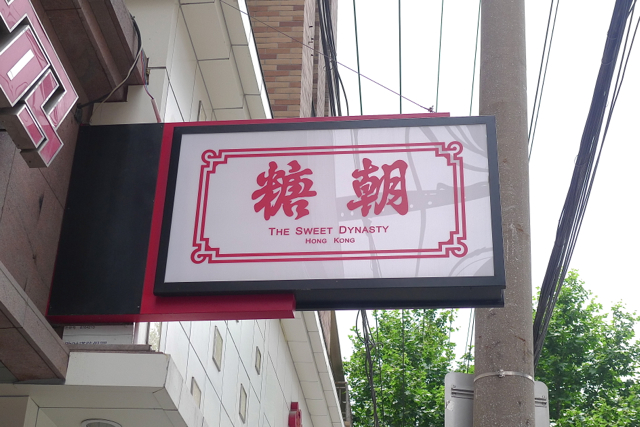 糖朝
THE SWEET DYNASTY
HONG KONG